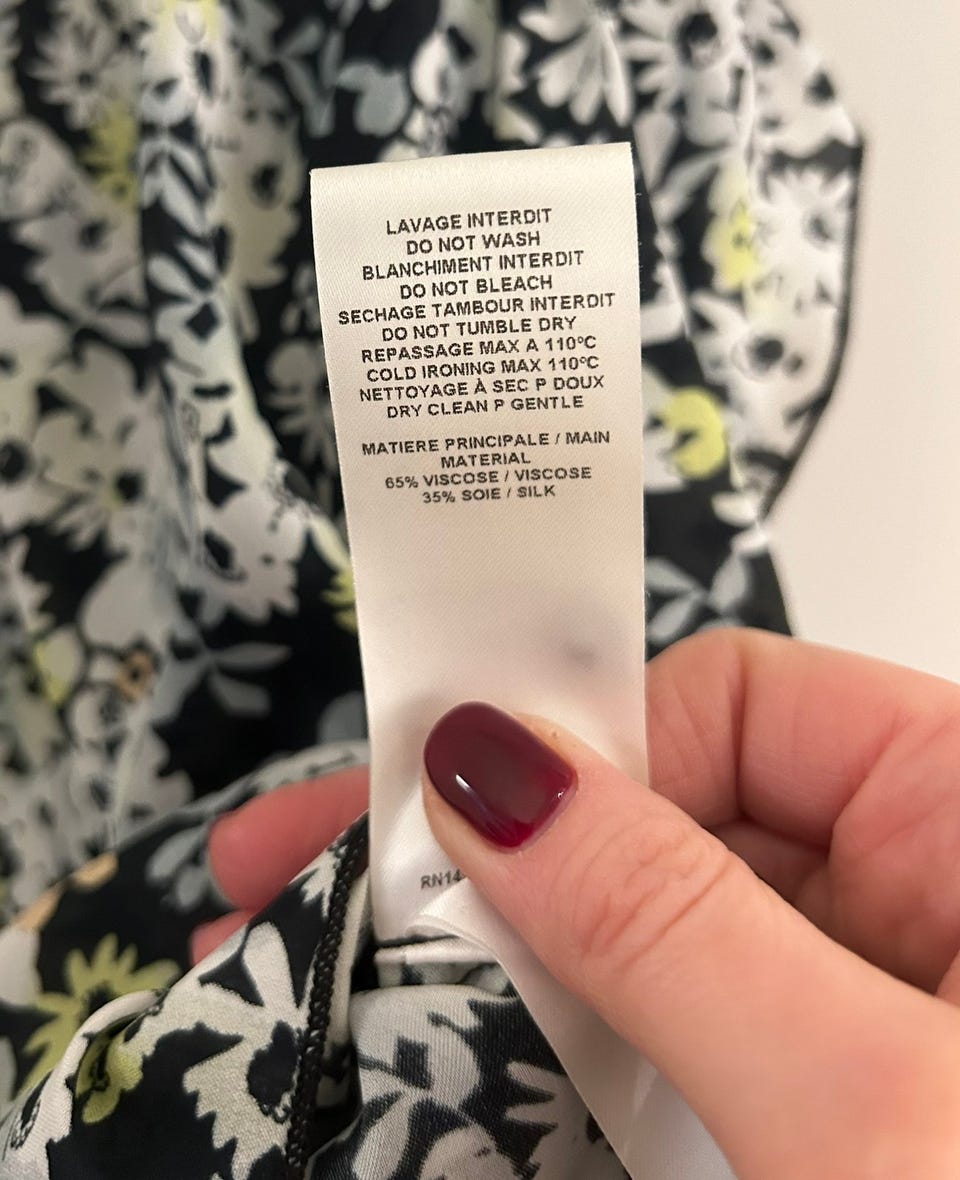 LAVAGE INTERDIT
DO NOT WASH
BLANCHIMENT INTERDIT
DO NOT BLEACH
SECHAGE TAMBOUR INTERDIT
DO NOT TUMBLE DRY
REPASSAGE MAX A 110ºC
COLD IRONING MAX 110ºC
NETTOYAGE À SEC P DOUX
DRY CLEAN P GENTLE
MATIERE PRINCIPALE / MAIN
MATERIAL
65% VISCOSE / VISCOSE
35% SOIE / SILK
RN14